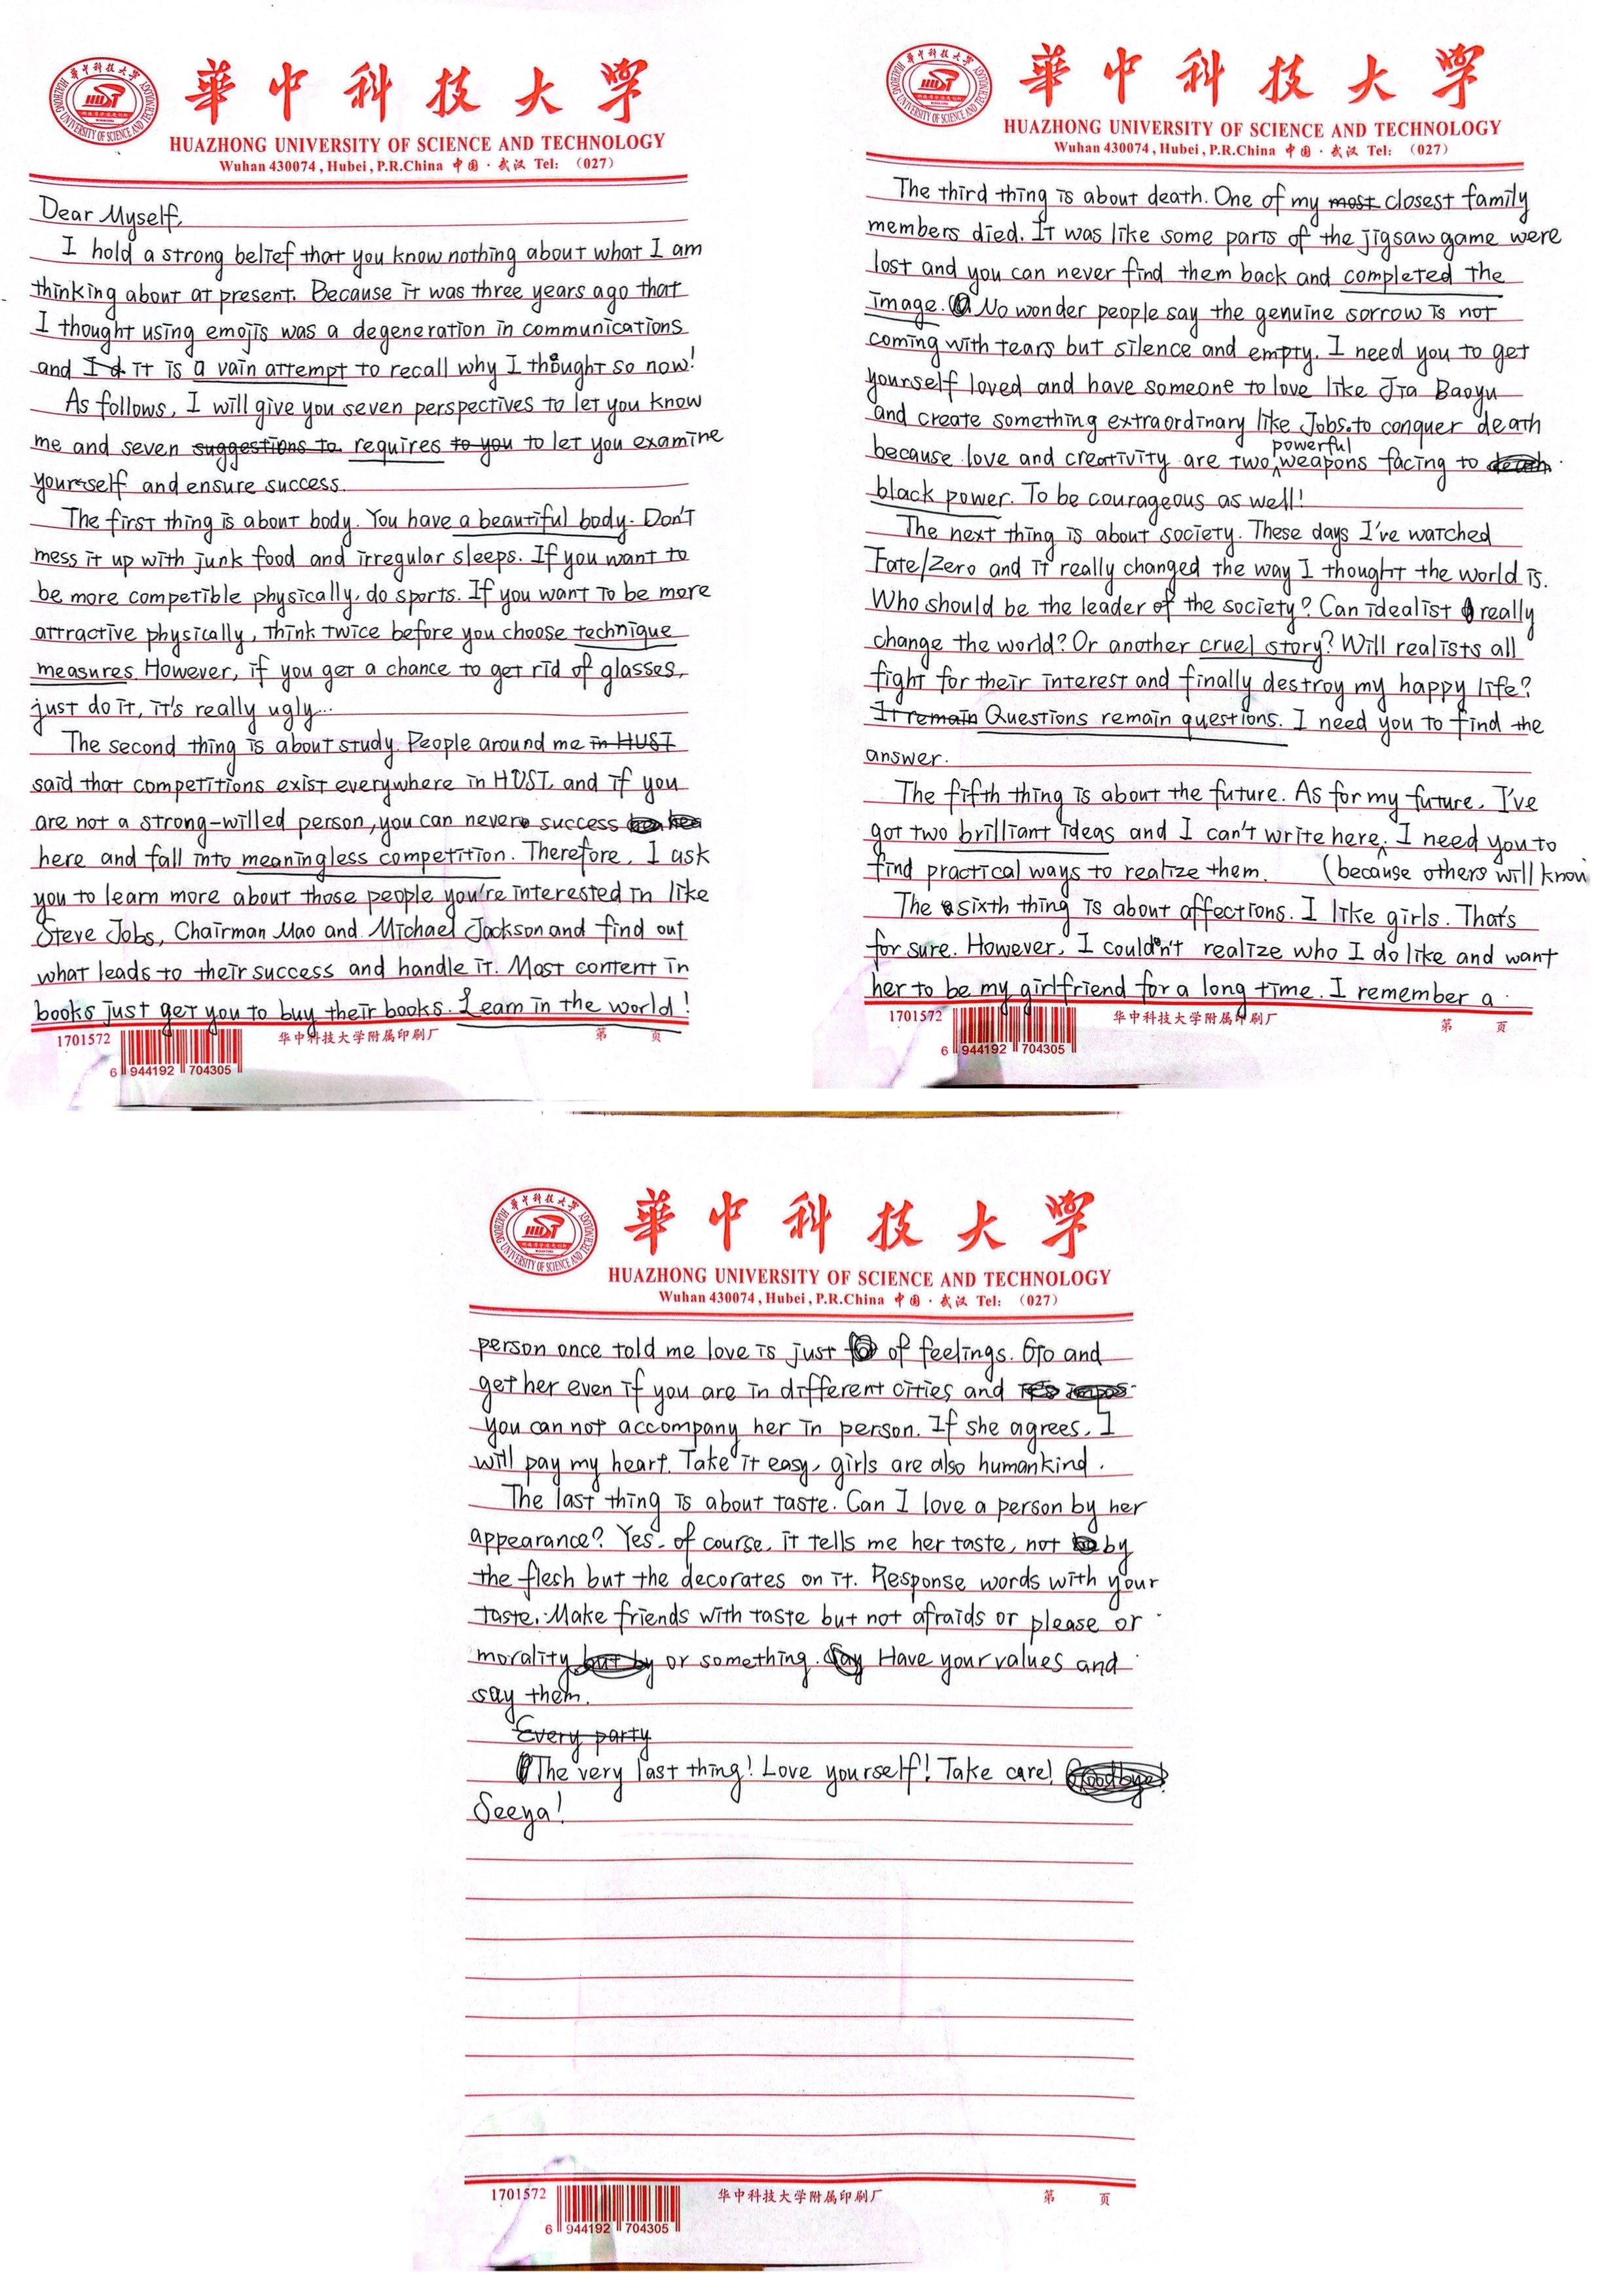 華中科技大学
HUAZHONG UNIVERSITY OF SCIENCE AND TECHNOLOGY
Wuhan 430074, Hubei, P.R.China 中国·武汉 Tel: (027)
Dear Myself,
I hold a strong belief that you know nothing about what I am
thinking about at present. Because it was three years ago that
I thought using emojis was a degeneration in communications
and I d it is a vain attempt to recall why I thought so now!
As follows, I will give you seven perspectives to let you know
me and seven suggestions to requires to you to let you examine
yourself and ensure success.
The first thing is about body. You have a beautiful body. Don't
mess it up with junk food and irregular sleeps. If you want to
be more competible physically, do sports. If you want to be more
attractive physically, think twice before you choose technique
measures. However, if you get a chance to get rid of glasses,
just do it, it's really ugly...
The second thing is about study. People around me in HUST
said that competitions exist everywhere in HUST, and if you
are not a strong-willed person, you can never success
here and fall into meaningless competition. Therefore, I ask
you to learn more about those people you're interested in like
Steve Jobs, Chairman Mao and Michael Jackson and find out
what leads to their success and handle it. Most content in
books just get you to buy their books. Learn in the world!
1701572 华中科技大学附属印刷厂 第 页
6 944192 704305
華中科技大学
HUAZHONG UNIVERSITY OF SCIENCE AND TECHNOLOGY
Wuhan 430074, Hubei, P.R.China 中国·武汉 Tel: (027)
The third thing is about death. One of my most closest family
members died. It was like some parts of the jigsaw game were
lost and you can never find them back and completed the
image. No wonder people say the genuine sorrow is not
coming with tears but silence and empty. I need you to get
yourself loved and have someone to love like Jia Baoyu
and create something extraordinary like Jobs.to conquer death
because love and creativity are two powerful weapons facing to death
black power. To be courageous as well!
The next thing is about society. These days I've watched
Fate/Zero and it really changed the way I thought the world is.
Who should be the leader of the society? Can idealist really
change the world? Or another cruel story? Will realists all
fight for their interest and finally destroy my happy life?
It remain Questions remain questions. I need you to find the
answer.
The fifth thing is about the future. As for my future, I've
got two brilliant ideas and I can't write here. I need you to
find practical ways to realize them. (because others will know
The sixth thing is about affections. I like girls. That's
for sure. However, I couldn't realize who I do like and want
her to be my girlfriend for a long time. I remember a
1701572 华中科技大学附属印刷厂 第 页
6 944192 704305
華中科技大学
HUAZHONG UNIVERSITY OF SCIENCE AND TECHNOLOGY
Wuhan 430074, Hubei, P.R.China 中国·武汉 Tel: (027)
person once told me love is just of feelings. Go and
get her even if you are in different cities and
you can not accompany her in person. If she agrees, I
will pay my heart. Take it easy, girls are also humankind.
The last thing is about taste. Can I love a person by her
appearance? Yes, of course, it tells me her taste, not by
the flesh but the decorates on it. Response words with your
taste. Make friends with taste but not afraids or please or
morality but by or something. Say Have your values and
say them.
Every party
The very last thing! Love yourself! Take care! Goodbye!
Seeya!
1701572 华中科技大学附属印刷厂 第 页
6 944192 704305